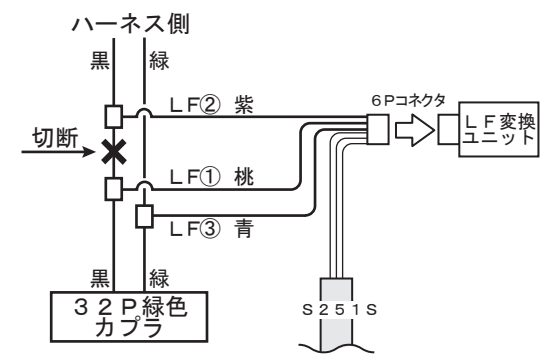 ハーネス側
黒
緑
LF② 紫
6Pコネクタ
LF変換
ユニット
切断
LF① 桃
LF③ 青
黒
緑
32P緑色
カプラ
S251S